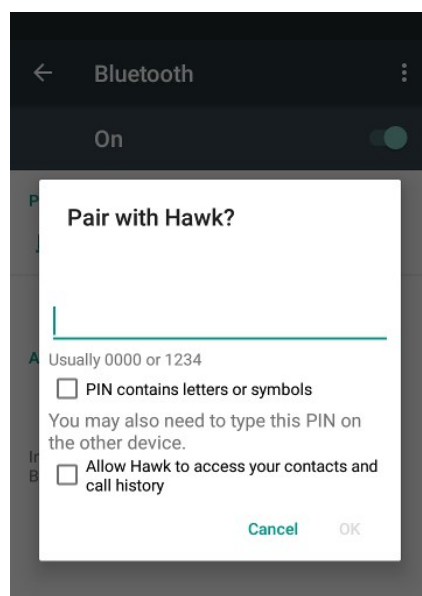 Bluetooth
On
P
Pair with Hawk?
A
Usually 0000 or 1234
PIN contains letters or symbols
You may also need to type this PIN on
the other device.
In
B
Allow Hawk to access your contacts and
call history
Cancel OK